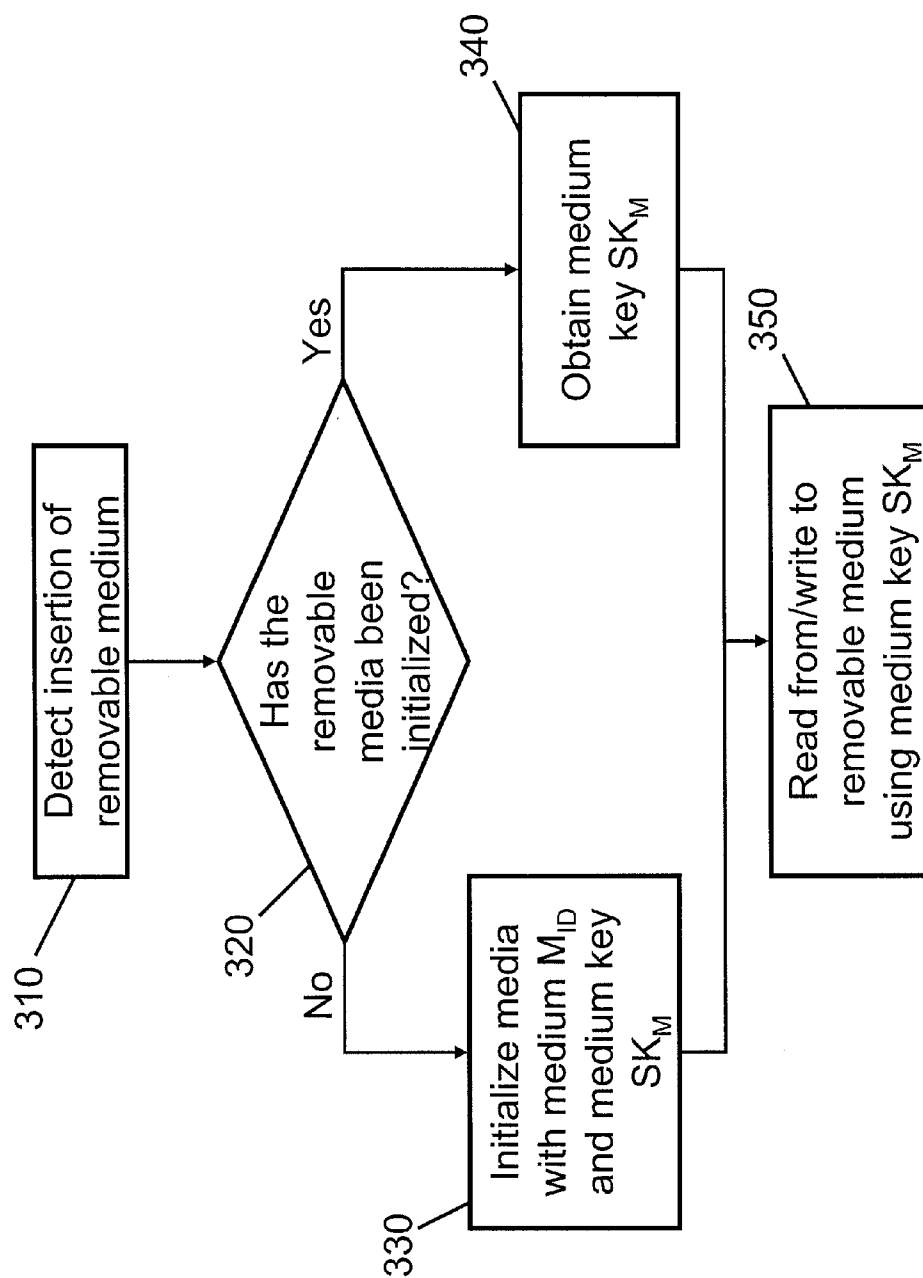 310
Detect insertion of
removable medium
320
Has the
removable
media been
initialized?
No
Yes
330
Initialize media
with medium M_ID
and medium key
SK_M
340
Obtain medium
key SK_M
350
Read from/write to
removable medium
using medium key SK_M